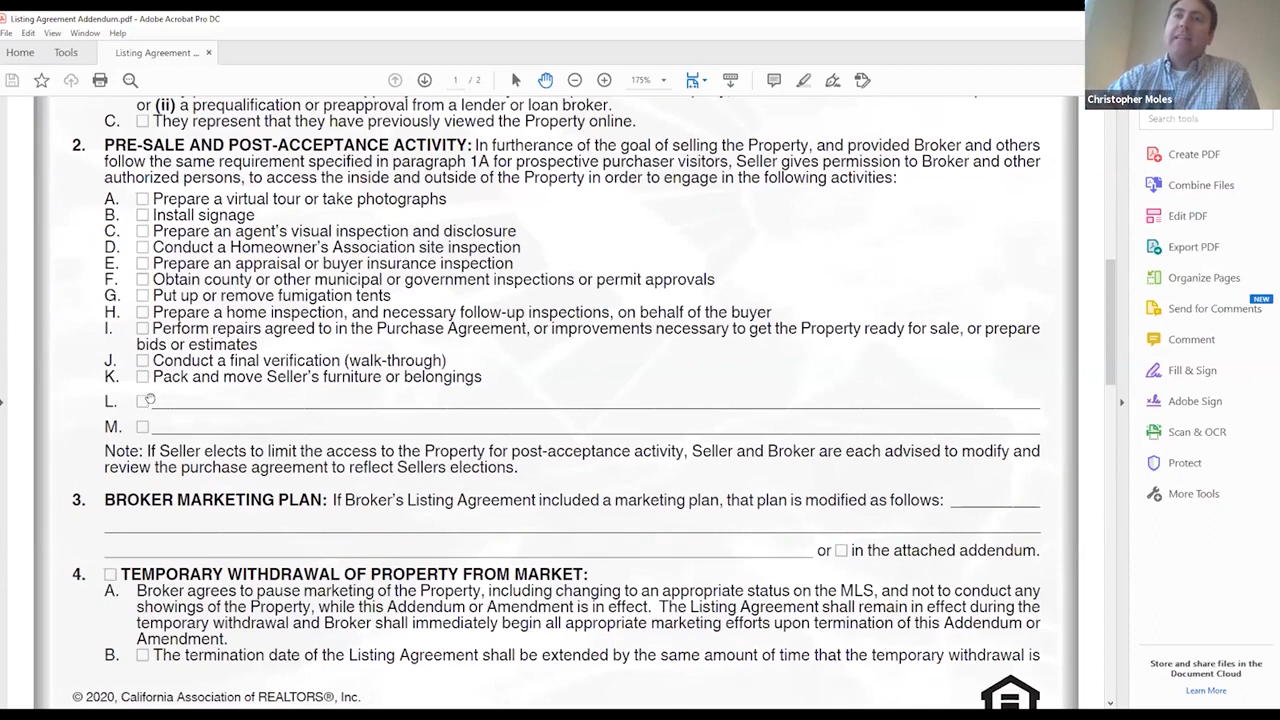 Listing Agreement Addendum.pdf - Adobe Acrobat Pro DC
File Edit View Window Help
Home Tools Listing Agreement ... ×
1 / 2 175%
Christopher Moles
or (ii) a prequalification or preapproval from a lender or loan broker.
C. They represent that they have previously viewed the Property online.
2. PRE-SALE AND POST-ACCEPTANCE ACTIVITY: In furtherance of the goal of selling the Property, and provided Broker and others
follow the same requirement specified in paragraph 1A for prospective purchaser visitors, Seller gives permission to Broker and other
authorized persons, to access the inside and outside of the Property in order to engage in the following activities:
A. Prepare a virtual tour or take photographs
B. Install signage
C. Prepare an agent's visual inspection and disclosure
D. Conduct a Homeowner's Association site inspection
E. Prepare an appraisal or buyer insurance inspection
F. Obtain county or other municipal or government inspections or permit approvals
G. Put up or remove fumigation tents
H. Prepare a home inspection, and necessary follow-up inspections, on behalf of the buyer
I. Perform repairs agreed to in the Purchase Agreement, or improvements necessary to get the Property ready for sale, or prepare
bids or estimates
J. Conduct a final verification (walk-through)
K. Pack and move Seller's furniture or belongings
L.
M.
Note: If Seller elects to limit the access to the Property for post-acceptance activity, Seller and Broker are each advised to modify and
review the purchase agreement to reflect Sellers elections.
3. BROKER MARKETING PLAN: If Broker's Listing Agreement included a marketing plan, that plan is modified as follows:
or in the attached addendum.
4. TEMPORARY WITHDRAWAL OF PROPERTY FROM MARKET:
A. Broker agrees to pause marketing of the Property, including changing to an appropriate status on the MLS, and not to conduct any
showings of the Property, while this Addendum or Amendment is in effect. The Listing Agreement shall remain in effect during the
temporary withdrawal and Broker shall immediately begin all appropriate marketing efforts upon termination of this Addendum or
Amendment.
B. The termination date of the Listing Agreement shall be extended by the same amount of time that the temporary withdrawal is
© 2020, California Association of REALTORS®, Inc.
Search tools
Create PDF
Combine Files
Edit PDF
Export PDF
Organize Pages
NEW
Send for Comments
Comment
Fill & Sign
Adobe Sign
Scan & OCR
Protect
More Tools
Store and share files in the
Document Cloud
Learn More